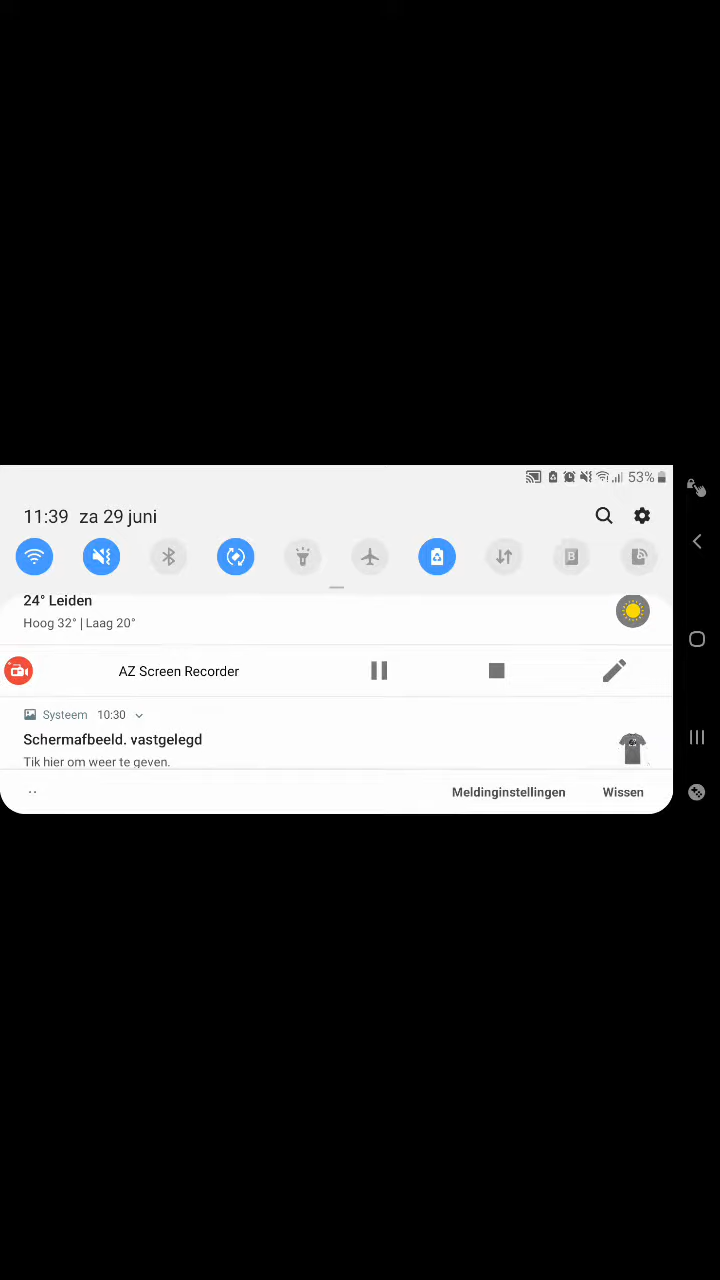 53%
11:39 za 29 juni
24° Leiden
Hoog 32° | Laag 20°
AZ Screen Recorder
Systeem 10:30
Schermafbeeld. vastgelegd
Tik hier om weer te geven.
Meldinginstellingen Wissen